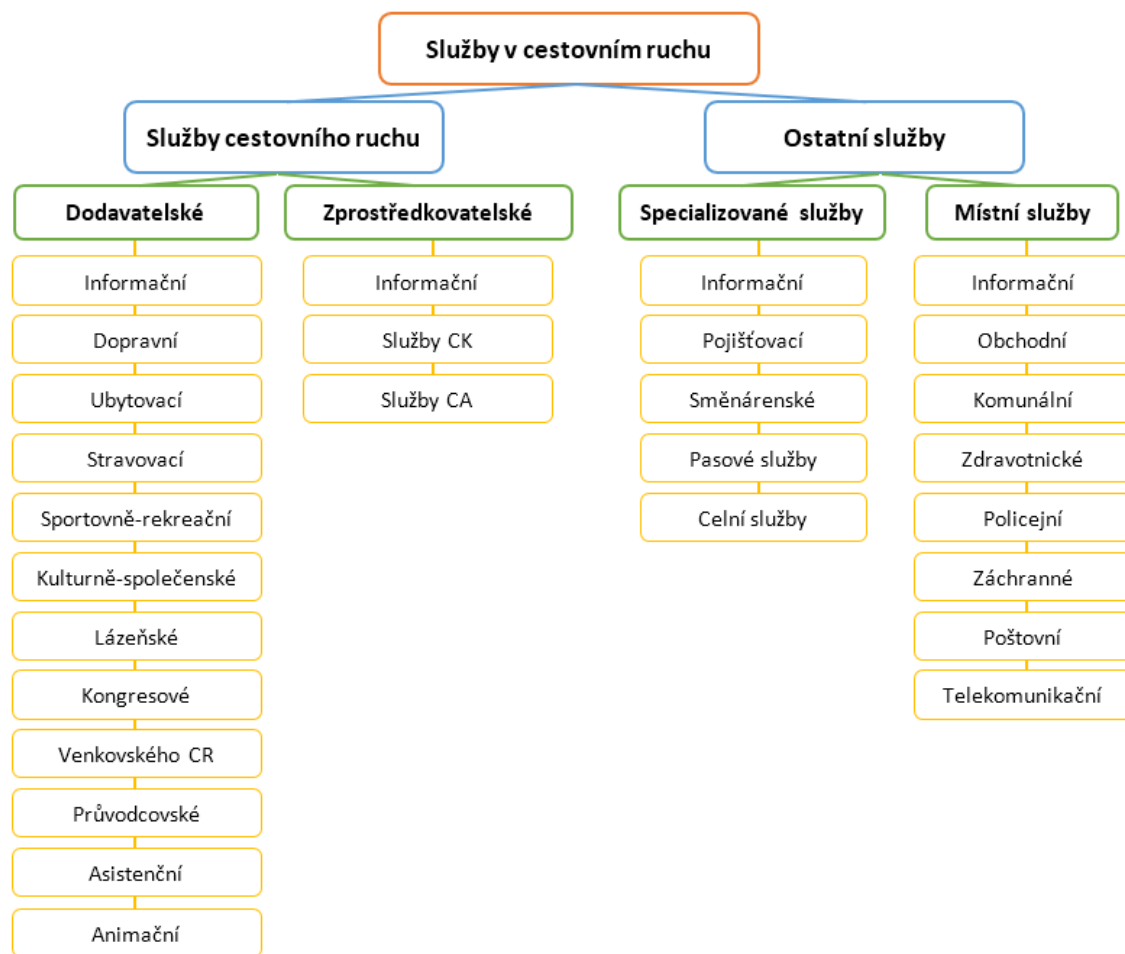 Služby v cestovním ruchu
Služby cestovního ruchu
Ostatní služby
Dodavatelské
Zprostředkovatelské
Specializované služby
Místní služby
Informační
Dopravní
Ubytovací
Stravovací
Sportovně-rekreační
Kulturně-společenské
Lázeňské
Kongresové
Venkovského CR
Průvodcovské
Asistenční
Animační
Informační
Služby CK
Služby CA
Informační
Pojišťovací
Směnárenské
Pasové služby
Celní služby
Informační
Obchodní
Komunální
Zdravotnické
Policejní
Záchranné
Poštovní
Telekomunikační